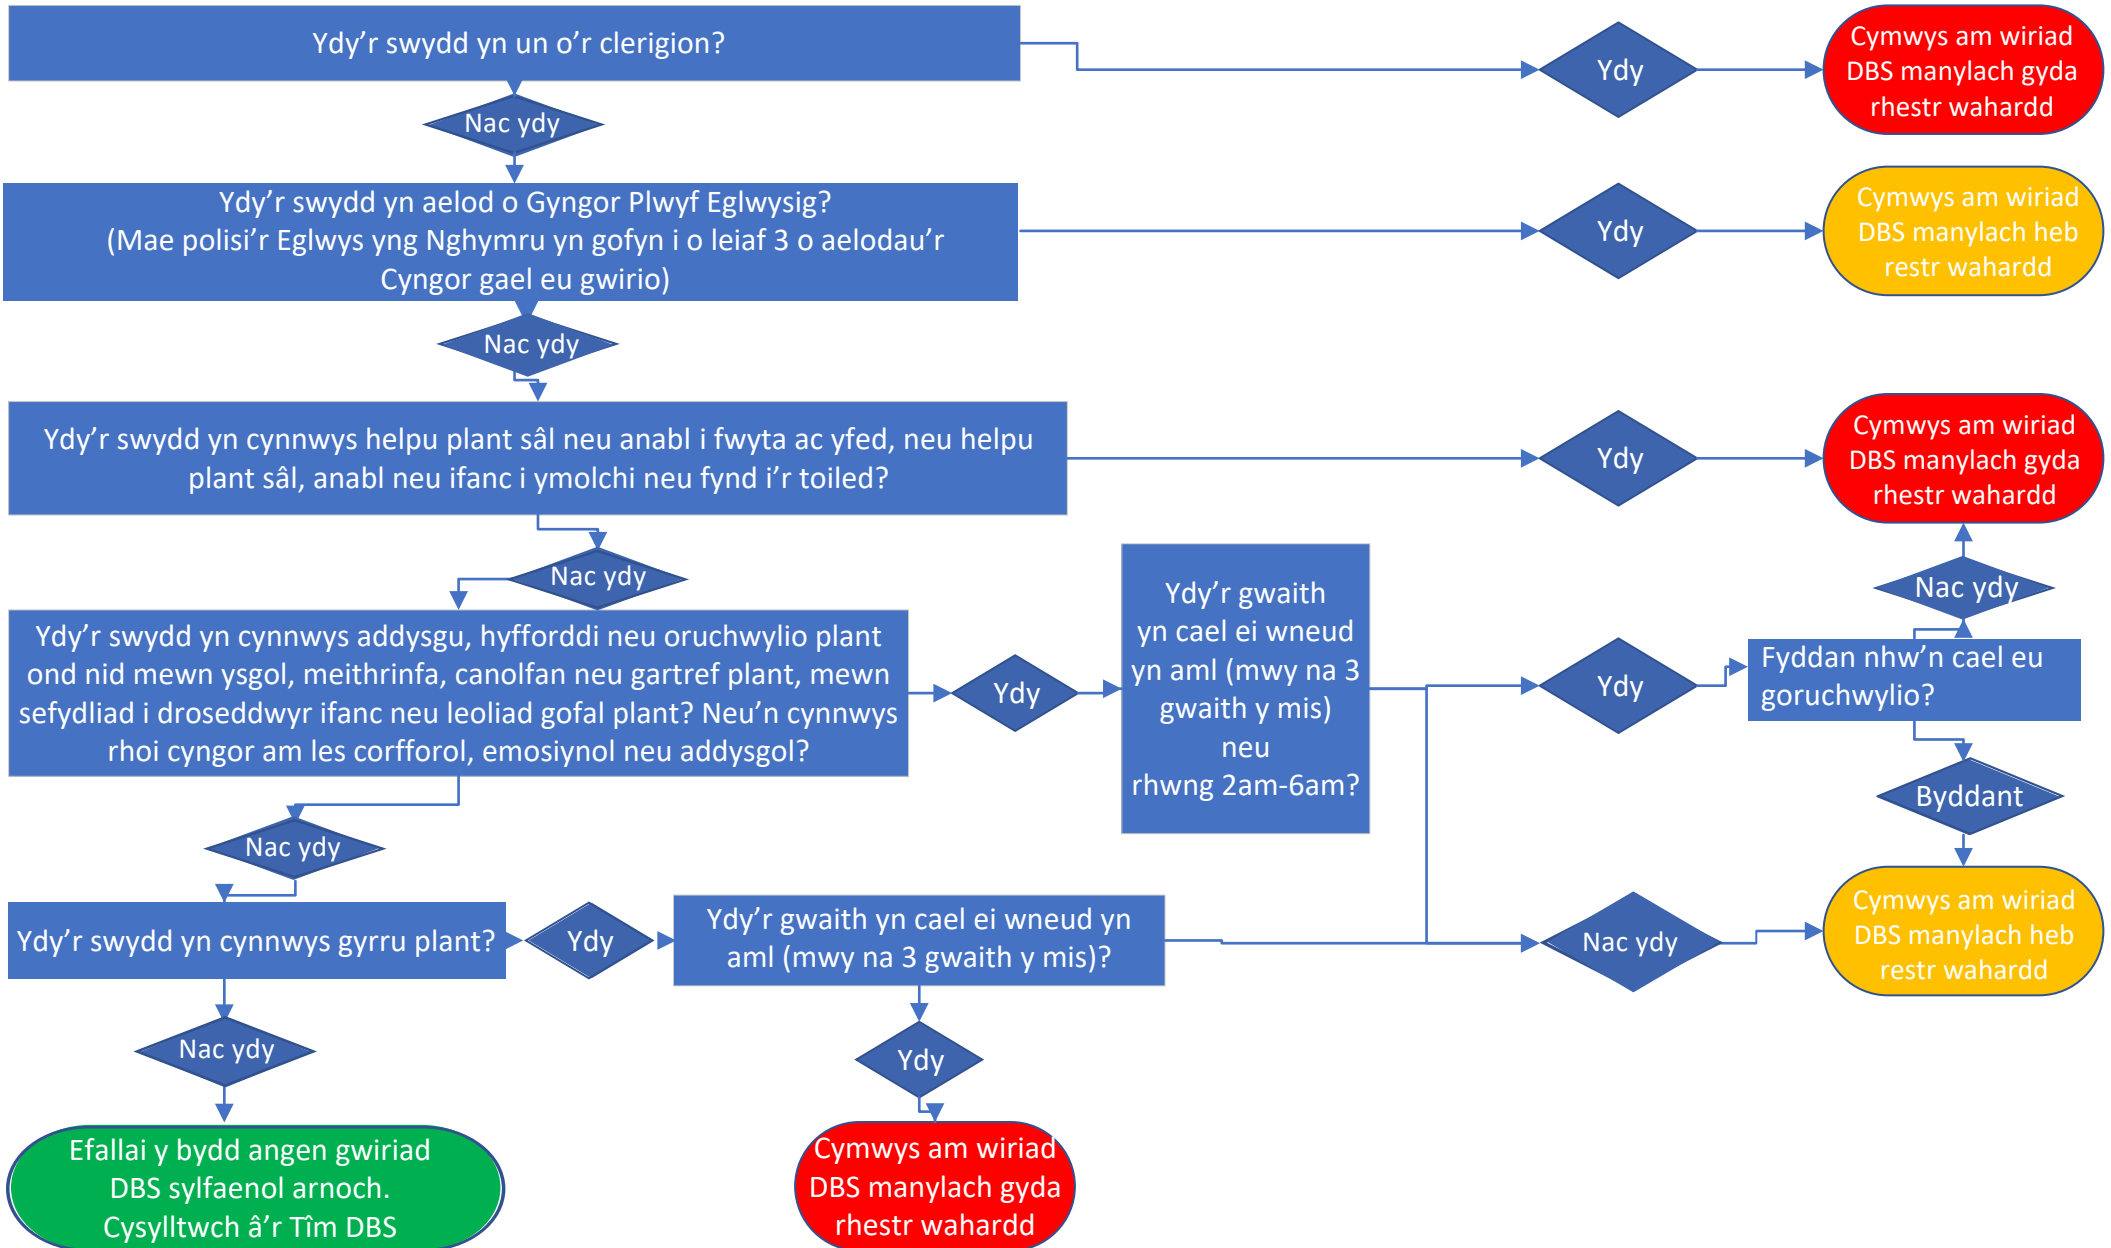 Ydy’r swydd yn un o’r clerigion?
Ydy
Cymwys am wiriad
DBS manylach gyda
rhestr wahardd
Nac ydy
Ydy’r swydd yn aelod o Gyngor Plwyf Eglwysig?
(Mae polisi’r Eglwys yng Nghymru yn gofyn i o leiaf 3 o aelodau’r
Cyngor gael eu gwirio)
Ydy
Cymwys am wiriad
DBS manylach heb
restr wahardd
Nac ydy
Ydy’r swydd yn cynnwys helpu plant sâl neu anabl i fwyta ac yfed, neu helpu
plant sâl, anabl neu ifanc i ymolchi neu fynd i’r toiled?
Ydy
Cymwys am wiriad
DBS manylach gyda
rhestr wahardd
Nac ydy
Ydy’r swydd yn cynnwys addysgu, hyfforddi neu oruchwylio plant
ond nid mewn ysgol, meithrinfa, canolfan neu gartref plant, mewn
sefydliad i droseddwyr ifanc neu leoliad gofal plant? Neu’n cynnwys
rhoi cyngor am les corfforol, emosiynol neu addysgol?
Ydy
Ydy’r gwaith
yn cael ei wneud
yn aml (mwy na 3
gwaith y mis)
neu
rhwng 2am-6am?
Ydy
Fyddan nhw’n cael eu
goruchwylio?
Nac ydy
Byddant
Nac ydy
Ydy’r swydd yn cynnwys gyrru plant?
Ydy
Ydy’r gwaith yn cael ei wneud yn
aml (mwy na 3 gwaith y mis)?
Nac ydy
Cymwys am wiriad
DBS manylach heb
restr wahardd
Nac ydy
Ydy
Efallai y bydd angen gwiriad
DBS sylfaenol arnoch.
Cysylltwch â’r Tîm DBS
Cymwys am wiriad
DBS manylach gyda
rhestr wahardd